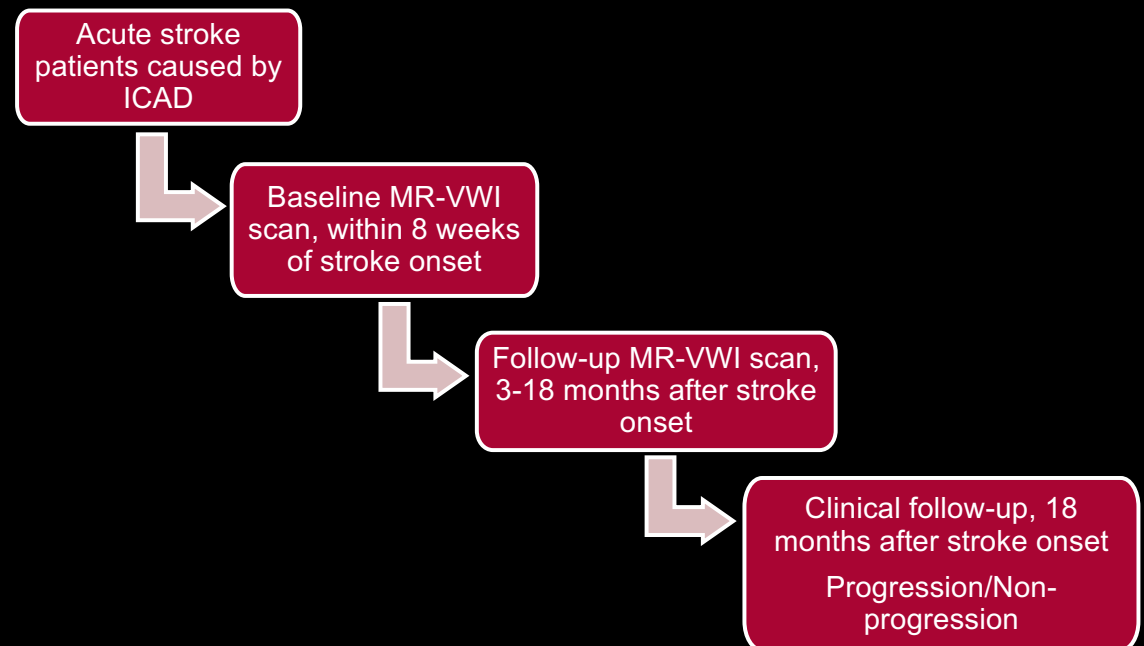 Acute stroke
patients caused by
ICAD
Baseline MR-VWI
scan, within 8 weeks
of stroke onset
Follow-up MR-VWI scan,
3-18 months after stroke
onset
Clinical follow-up, 18
months after stroke onset
Progression/Non-
progression